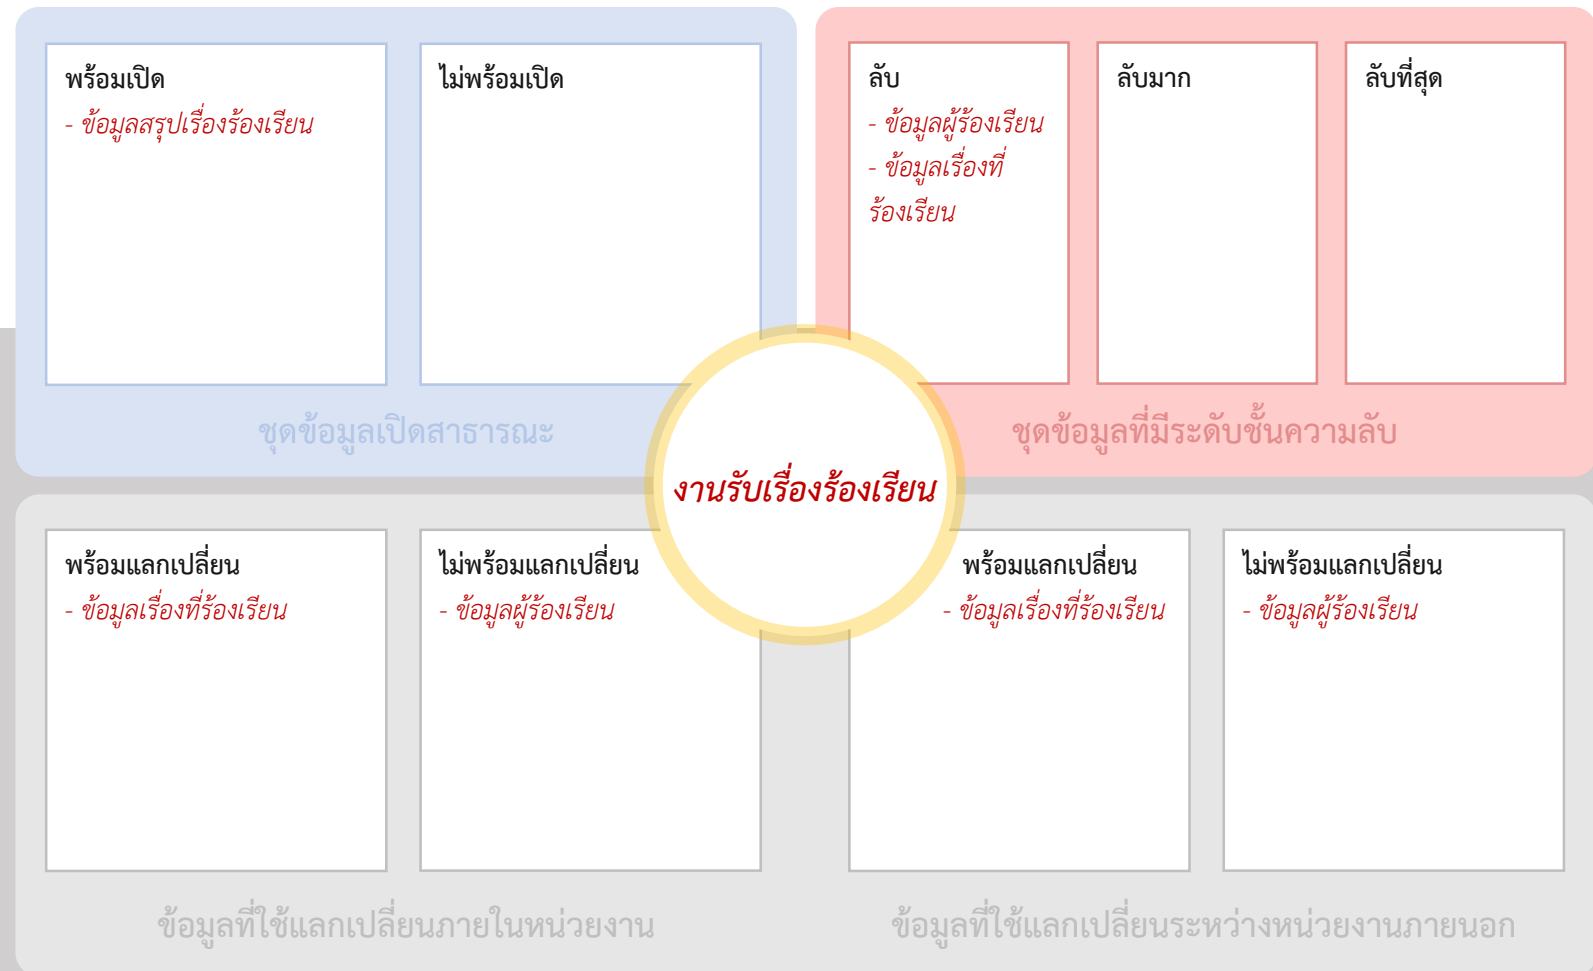 พร้อมเปิด
- ข้อมูลสรุปเรื่องร้องเรียน
ไม่พร้อมเปิด
ชุดข้อมูลเปิดสาธารณะ
ลับ
- ข้อมูลผู้ร้องเรียน
- ข้อมูลเรื่องที่
ร้องเรียน
ลับมาก
ลับที่สุด
ชุดข้อมูลที่มีระดับชั้นความลับ
งานรับเรื่องร้องเรียน
พร้อมแลกเปลี่ยน
- ข้อมูลเรื่องที่ร้องเรียน
ไม่พร้อมแลกเปลี่ยน
- ข้อมูลผู้ร้องเรียน
ข้อมูลที่ใช้แลกเปลี่ยนภายในหน่วยงาน
พร้อมแลกเปลี่ยน
- ข้อมูลเรื่องที่ร้องเรียน
ไม่พร้อมแลกเปลี่ยน
- ข้อมูลผู้ร้องเรียน
ข้อมูลที่ใช้แลกเปลี่ยนระหว่างหน่วยงานภายนอก